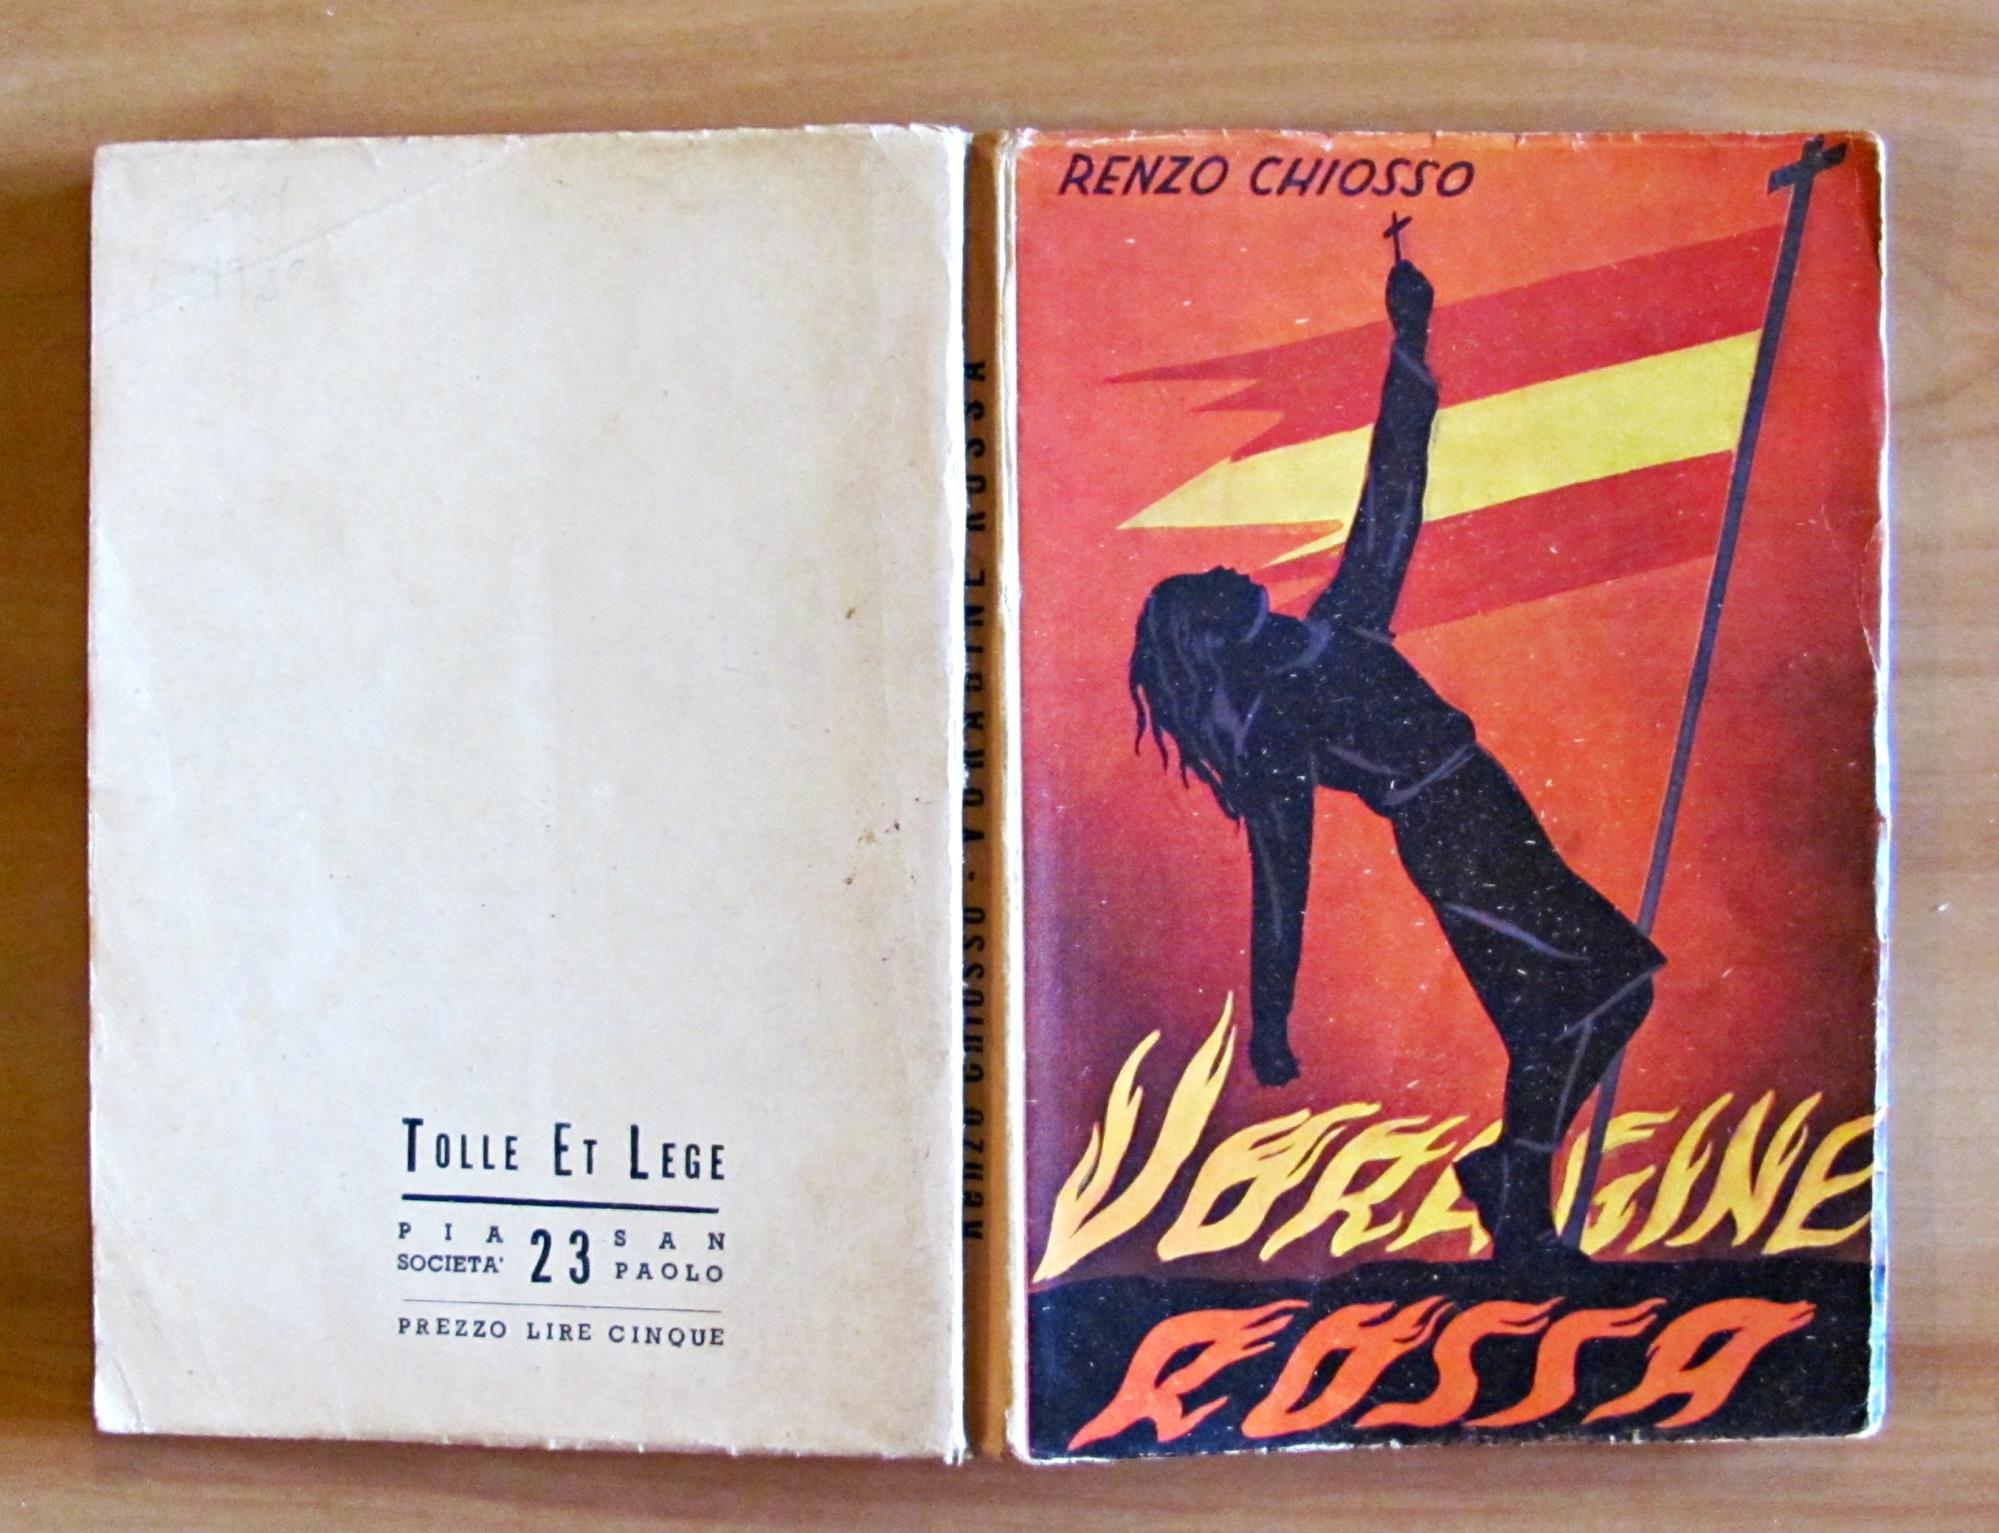 TOLLE ET LEGE
PIA SOCIETA' 23 SAN PAOLO
PREZZO LIRE CINQUE
RENZO CHIOSSO - VORAGINE ROSSA
RENZO CHIOSSO
VORAGINE
ROSSA